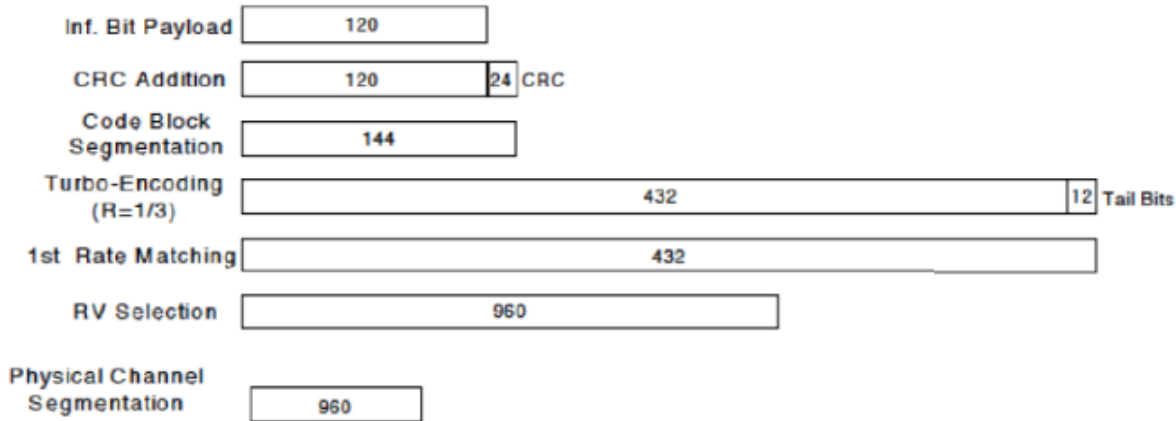 Inf. Bit Payload 120
CRC Addition 120 24 CRC
Code Block
Segmentation 144
Turbo-Encoding
(R=1/3) 432 12 Tail Bits
1st Rate Matching 432
RV Selection 960
Physical Channel
Segmentation 960